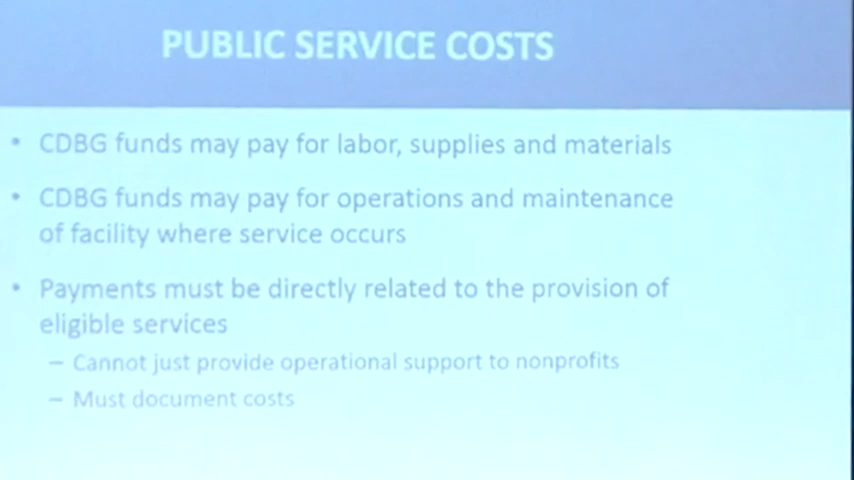 PUBLIC SERVICE COSTS
• CDBG funds may pay for labor, supplies and materials
• CDBG funds may pay for operations and maintenance
of facility where service occurs
• Payments must be directly related to the provision of
eligible services
– Cannot just provide operational support to nonprofits
– Must document costs